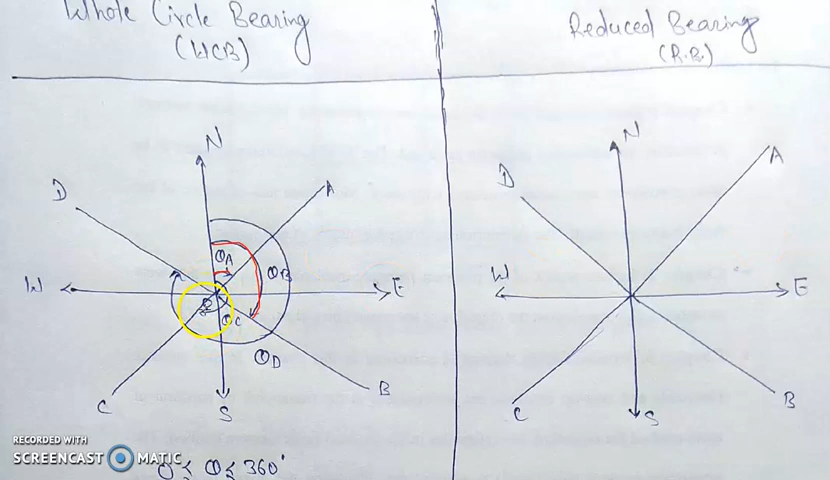 Whole Circle Bearing
(WCB)
Reduced Bearing
(R.B.)
N
D
A
W
E
C
B
S
θA
θB
θC
θD
0 ≤ θ ≤ 360°
N
D
A
W
E
C
B
S
RECORDED WITH
SCREENCAST MATIC